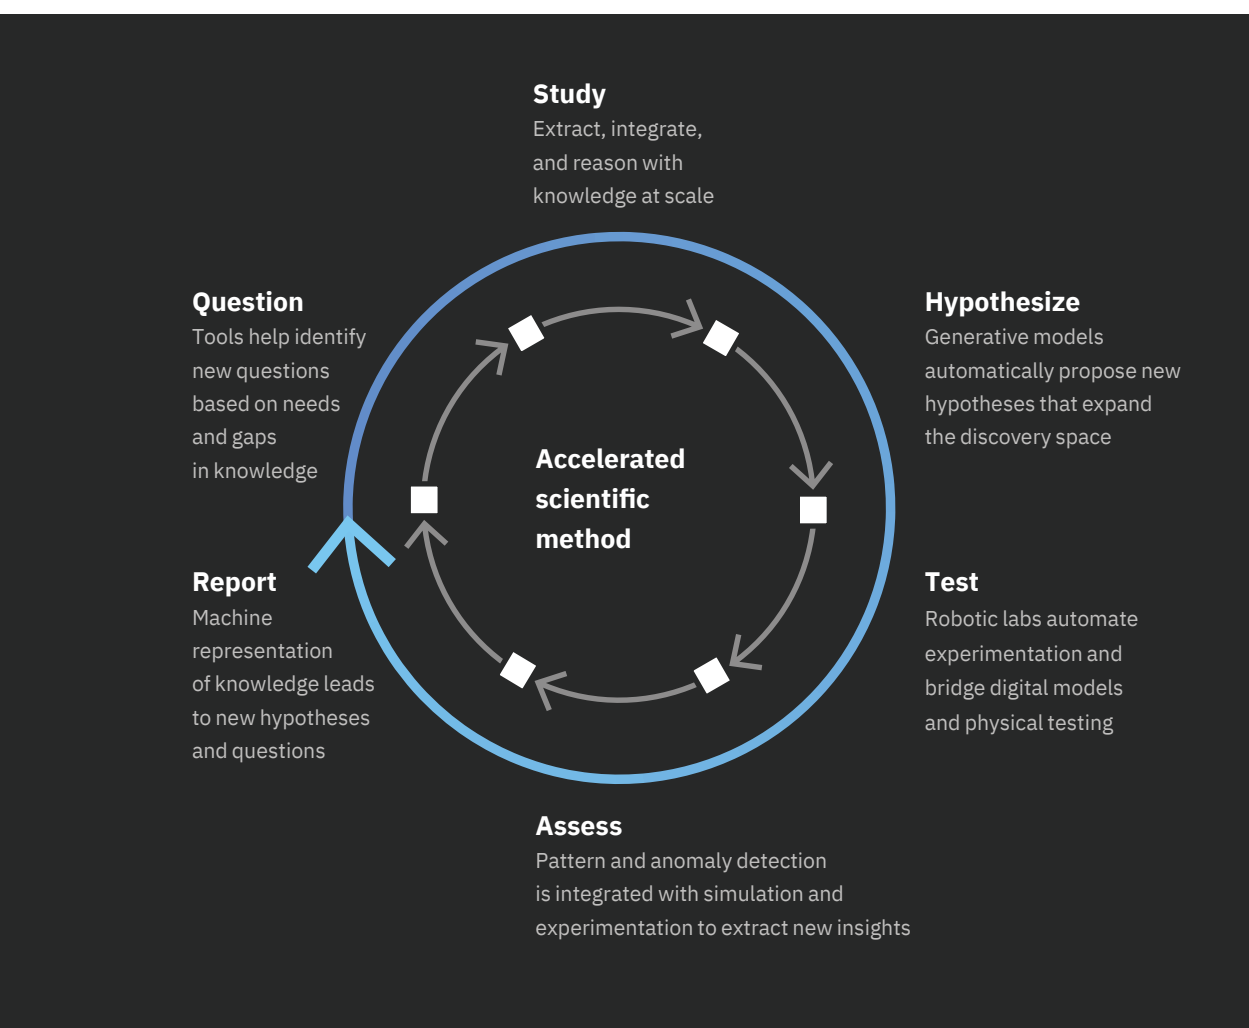 Study
Extract, integrate,
and reason with
knowledge at scale
Question
Tools help identify
new questions
based on needs
and gaps
in knowledge
Hypothesize
Generative models
automatically propose new
hypotheses that expand
the discovery space
Accelerated
scientific
method
Report
Machine
representation
of knowledge leads
to new hypotheses
and questions
Test
Robotic labs automate
experimentation and
bridge digital models
and physical testing
Assess
Pattern and anomaly detection
is integrated with simulation and
experimentation to extract new insights